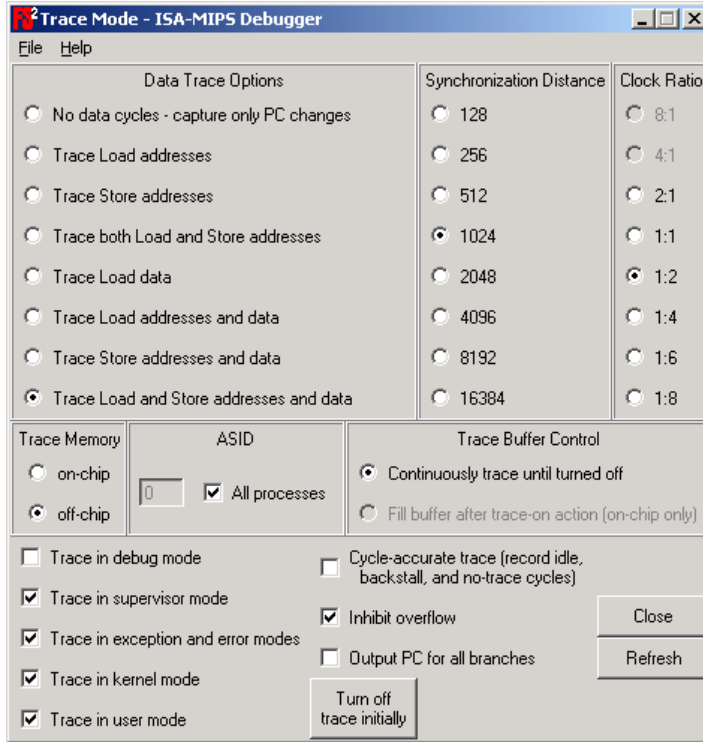 FS2 Trace Mode - ISA-MIPS Debugger
File Help
Data Trace Options
No data cycles - capture only PC changes
Trace Load addresses
Trace Store addresses
Trace both Load and Store addresses
Trace Load data
Trace Load addresses and data
Trace Store addresses and data
Trace Load and Store addresses and data
Synchronization Distance
128
256
512
1024
2048
4096
8192
16384
Clock Ratio
8:1
4:1
2:1
1:1
1:2
1:4
1:6
1:8
Trace Memory
on-chip
off-chip
ASID
0
All processes
Trace Buffer Control
Continuously trace until turned off
Fill buffer after trace-on action (on-chip only)
Trace in debug mode
Trace in supervisor mode
Trace in exception and error modes
Trace in kernel mode
Trace in user mode
Cycle-accurate trace (record idle,
backstall, and no-trace cycles)
Inhibit overflow
Output PC for all branches
Turn off
trace initially
Close
Refresh